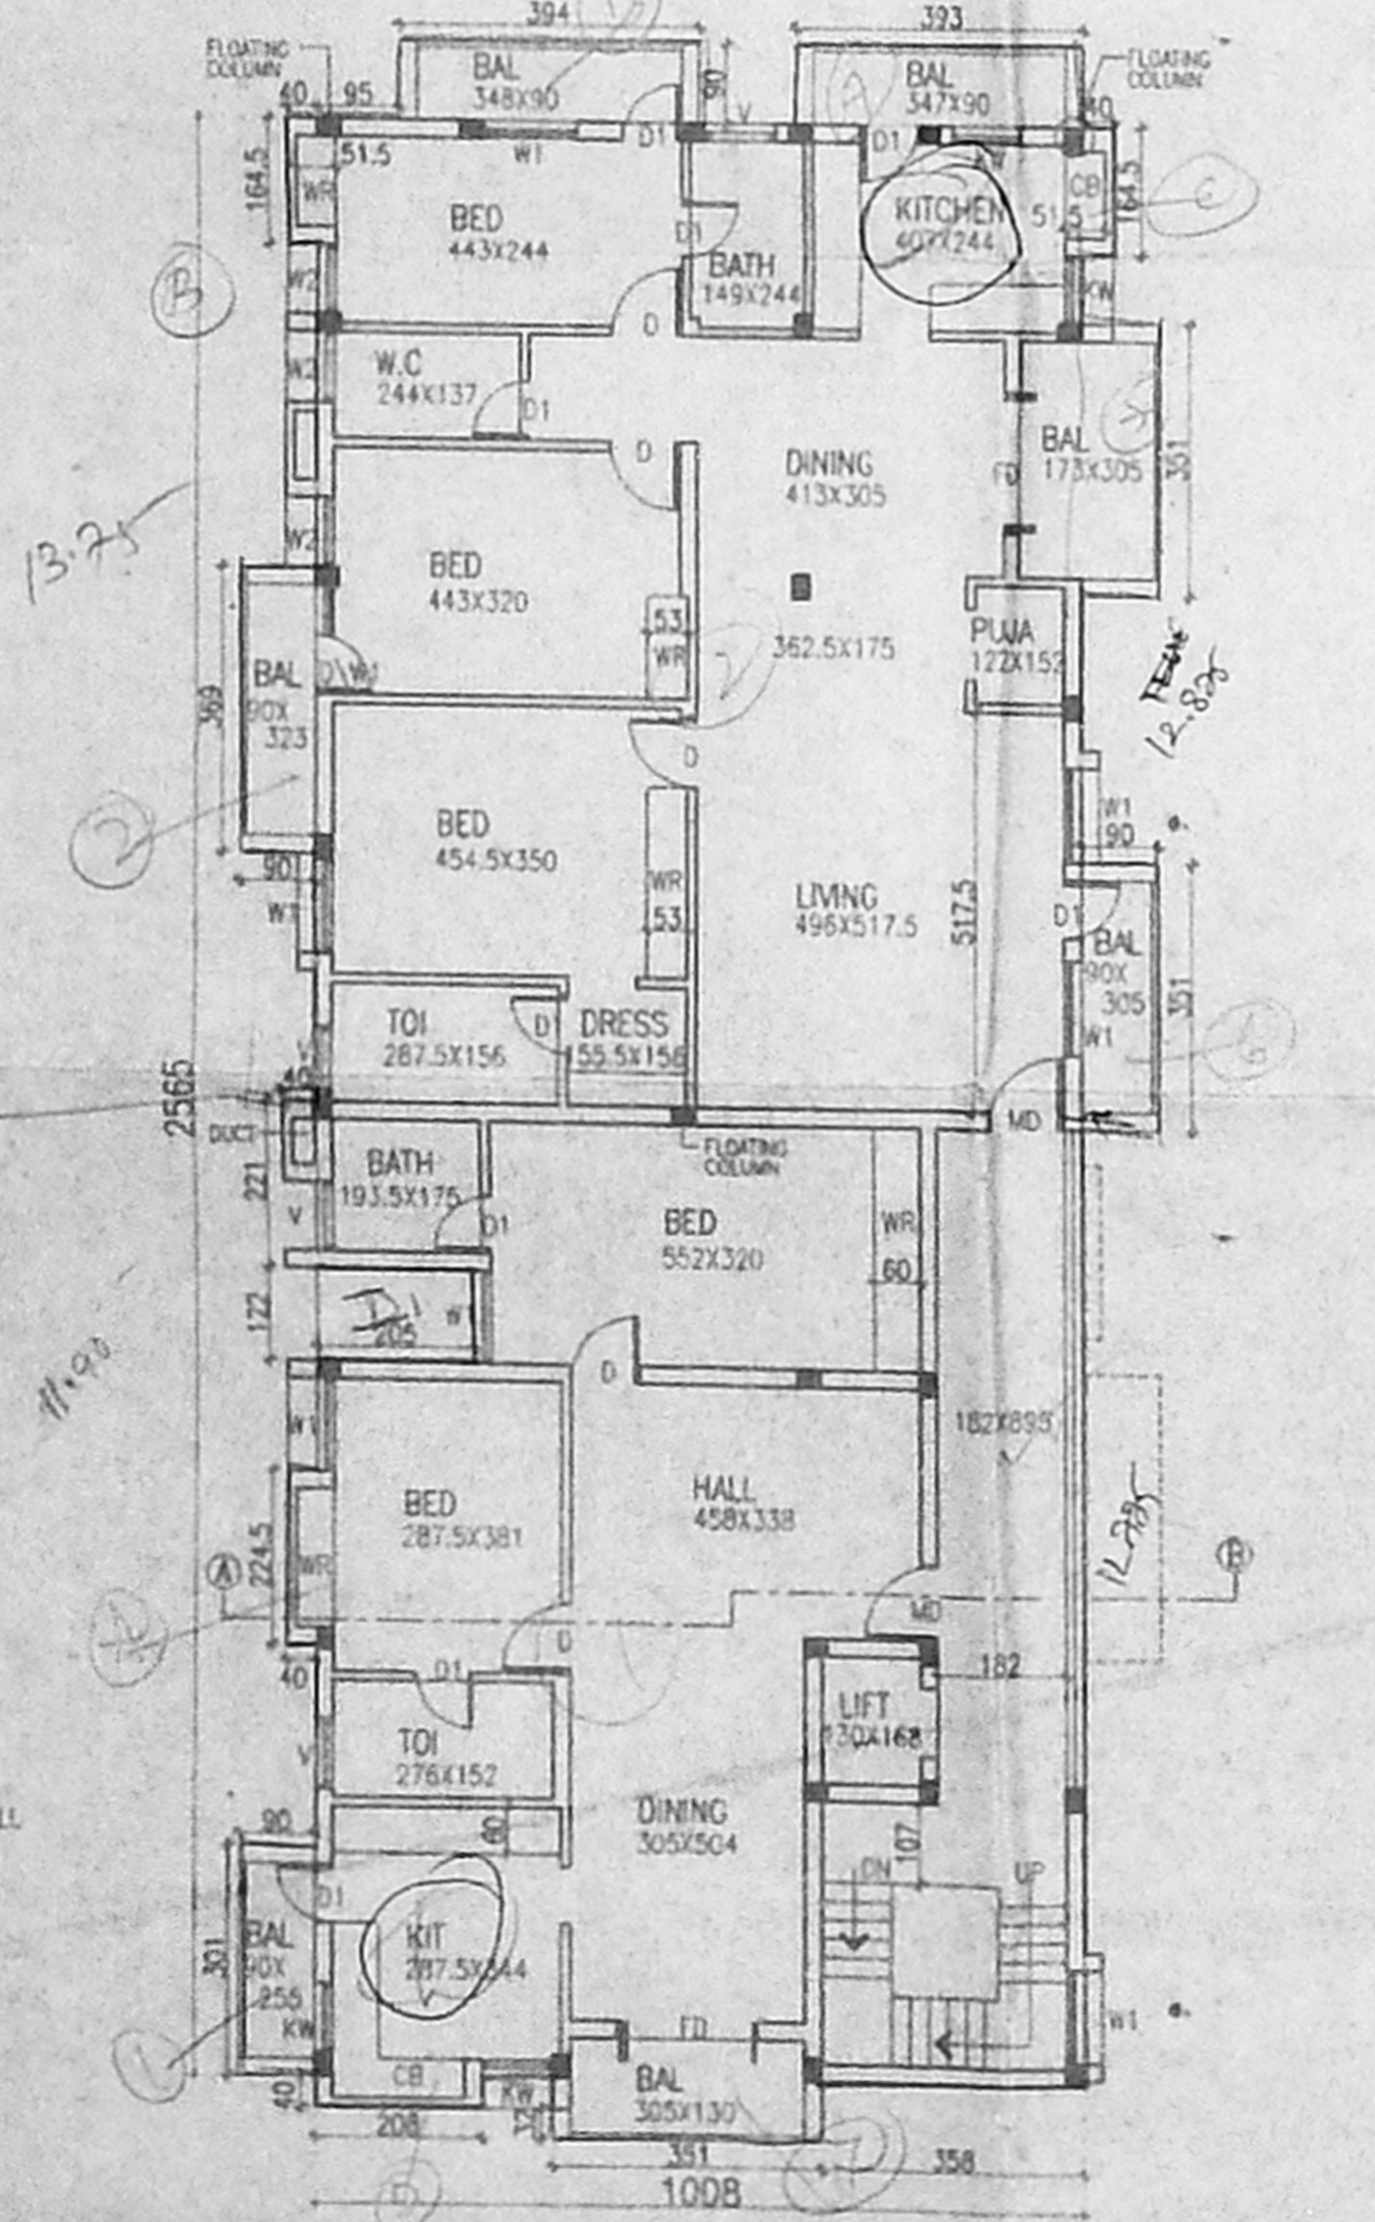 394
393
FLOATING
COLUMN
FLOATING
COLUMN
BAL
348X90
90
BAL
347X90
40
95
40
V
D1
D1
51.5
W1
KW
164.5
WR
BED
443X244
D1
KITCHEN
407X244
CB
51.5
164.5
BATH
149X244
W2
KW
B
D
W2
W.C
244X137
D1
D
DINING
413X305
BAL
173X305
FD
351
13.75
W2
BED
443X320
53
WR
362.5X175
PUJA
122X152
12.825
BAL
90X
323
369
D
BED
454.5X350
W1
90
2
90
W1
WR
53
LIVING
496X517.5
517.5
D1
BAL
90X
305
351
W1
TOI
287.5X156
D
DRESS
155.5X156
2565
MD
DUCT
FLOATING
COLUMN
BATH
193.5X175
221
V
D1
BED
552X320
WR
60
122
205
W
11.90
D
W1
182X895
BED
287.5X381
HALL
458X338
224.5
WR
A
B
MD
D
40
D1
182
LIFT
130X168
TOI
276X152
V
DINING
305X504
60
107
90
DN
UP
D1
BAL
90X
255
301
KIT
287.5X344
KW
1
FD
W1
CB
KW
BAL
305X130
40
208
351
358
1008